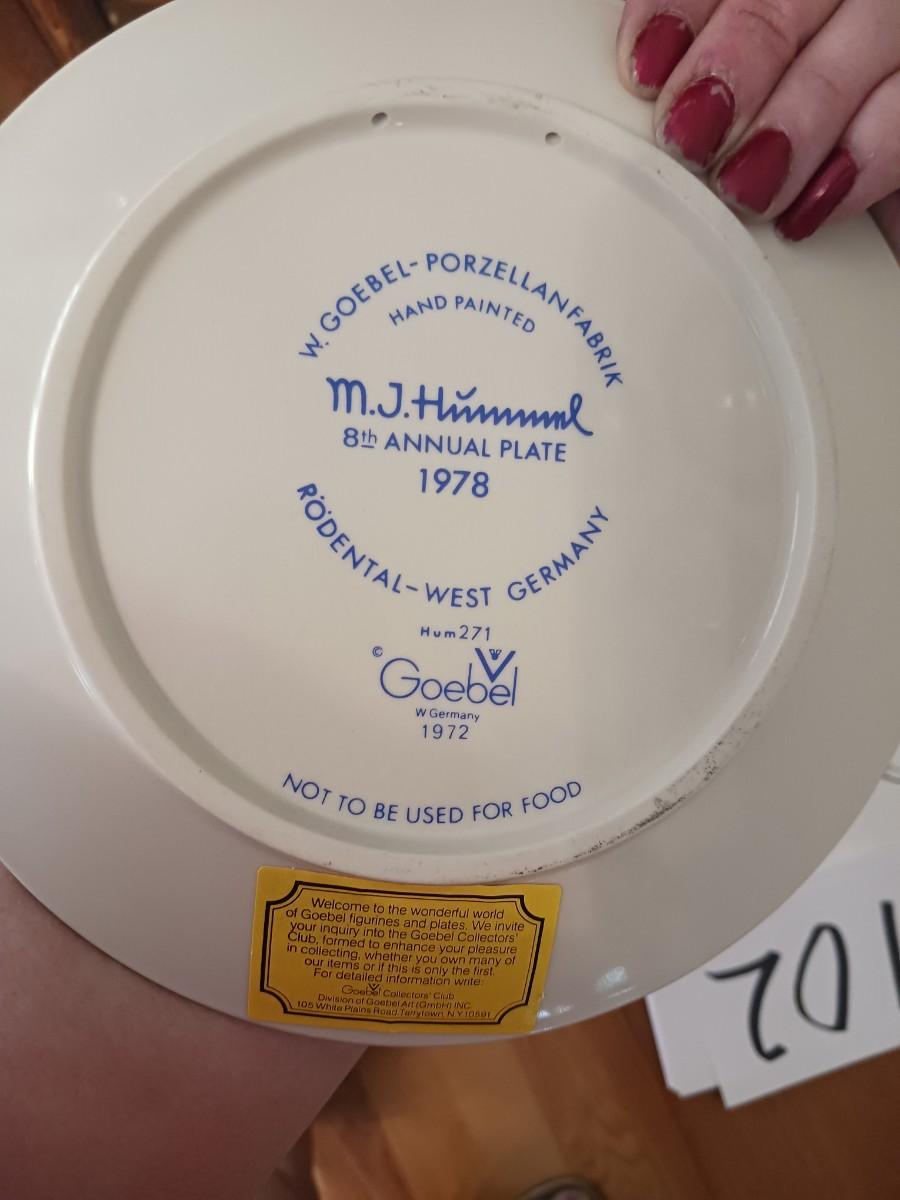 W. GOEBEL-PORZELLANFABRIK
HAND PAINTED
M.J.Hummel
8th ANNUAL PLATE
1978
RÖDENTAL-WEST GERMANY
Hum 271
© Goebel
W Germany
1972
NOT TO BE USED FOR FOOD
Welcome to the wonderful world
of Goebel figurines and plates. We invite
your inquiry into the Goebel Collectors'
Club, formed to enhance your pleasure
in collecting, whether you own many of
our items or if this is only the first.
For detailed information write:
Goebel Collectors' Club
Division of Goebel Art (GmbH) INC.
105 White Plains Road, Tarrytown, N.Y. 10591
102